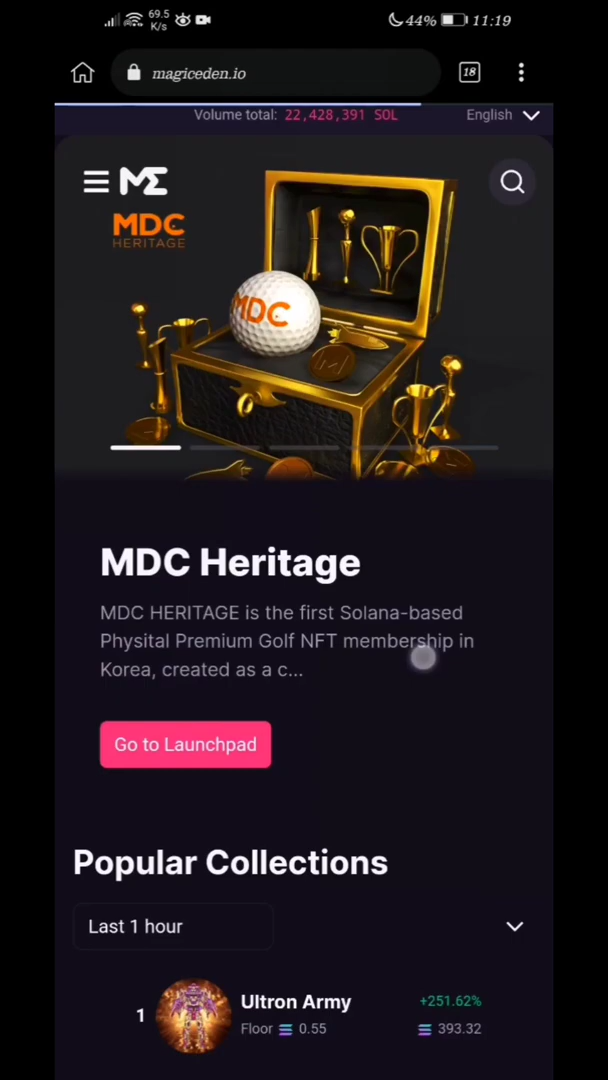 69.5
K/s
44%
11:19
magiceden.io
18
Volume total: 22,428,391 SOL
English
ME
MDC
HERITAGE
MDC
MDC Heritage
MDC HERITAGE is the first Solana-based
Physital Premium Golf NFT membership in
Korea, created as a c...
Go to Launchpad
Popular Collections
Last 1 hour
1
Ultron Army
+251.62%
Floor 0.55
393.32